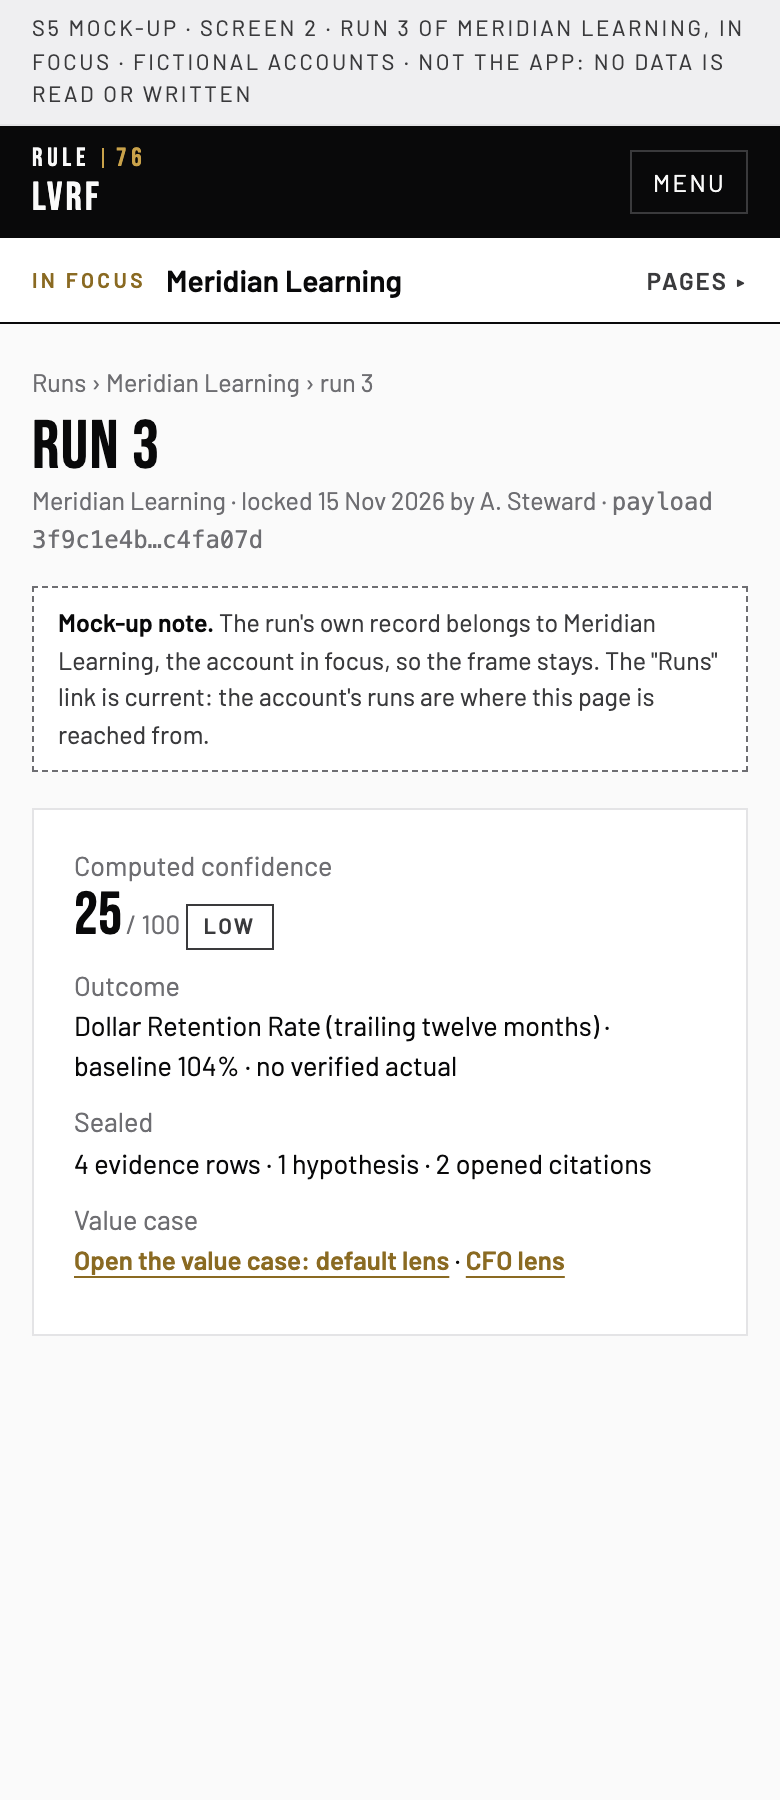 S5 MOCK-UP · SCREEN 2 · RUN 3 OF MERIDIAN LEARNING, IN
FOCUS · FICTIONAL ACCOUNTS · NOT THE APP: NO DATA IS
READ OR WRITTEN
RULE | 76
LVRF
MENU
IN FOCUS Meridian Learning
PAGES ▸
Runs › Meridian Learning › run 3
RUN 3
Meridian Learning · locked 15 Nov 2026 by A. Steward · payload
3f9c1e4b…c4fa07d
Mock-up note. The run's own record belongs to Meridian
Learning, the account in focus, so the frame stays. The "Runs"
link is current: the account's runs are where this page is
reached from.
Computed confidence
25 / 100 LOW
Outcome
Dollar Retention Rate (trailing twelve months) ·
baseline 104% · no verified actual
Sealed
4 evidence rows · 1 hypothesis · 2 opened citations
Value case
Open the value case: default lens · CFO lens